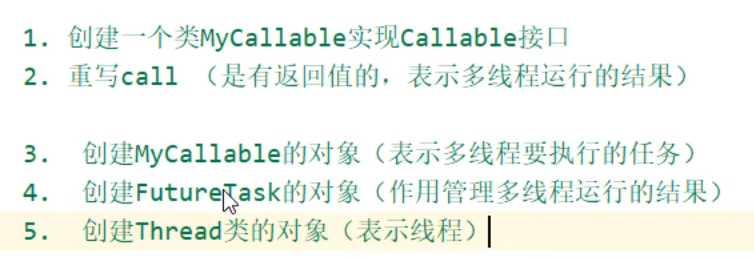 1. 创建一个类MyCallable实现Callable接口
2. 重写call （是有返回值的，表示多线程运行的结果）
3. 创建MyCallable的对象（表示多线程要执行的任务）
4. 创建FutureTask的对象（作用管理多线程运行的结果）
5. 创建Thread类的对象（表示线程）